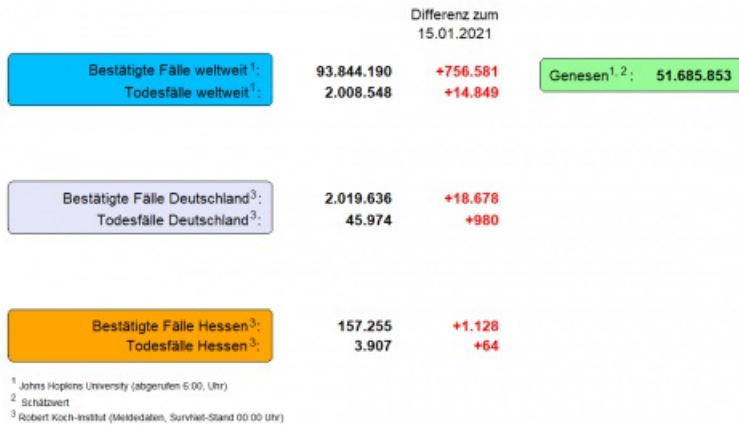 Differenz zum
15.01.2021
Bestätigte Fälle weltweit¹: 93.844.190 +756.581 Genesen¹,²: 51.685.853
Todesfälle weltweit¹: 2.008.548 +14.849
Bestätigte Fälle Deutschland³: 2.019.636 +18.678
Todesfälle Deutschland³: 45.974 +980
Bestätigte Fälle Hessen³: 157.255 +1.128
Todesfälle Hessen³: 3.907 +64
¹ Johns Hopkins University (abgerufen 6:00, Uhr)
² Schätzwert
³ Robert Koch-Institut (Meldedaten, SurvNet-Stand 00:00 Uhr)